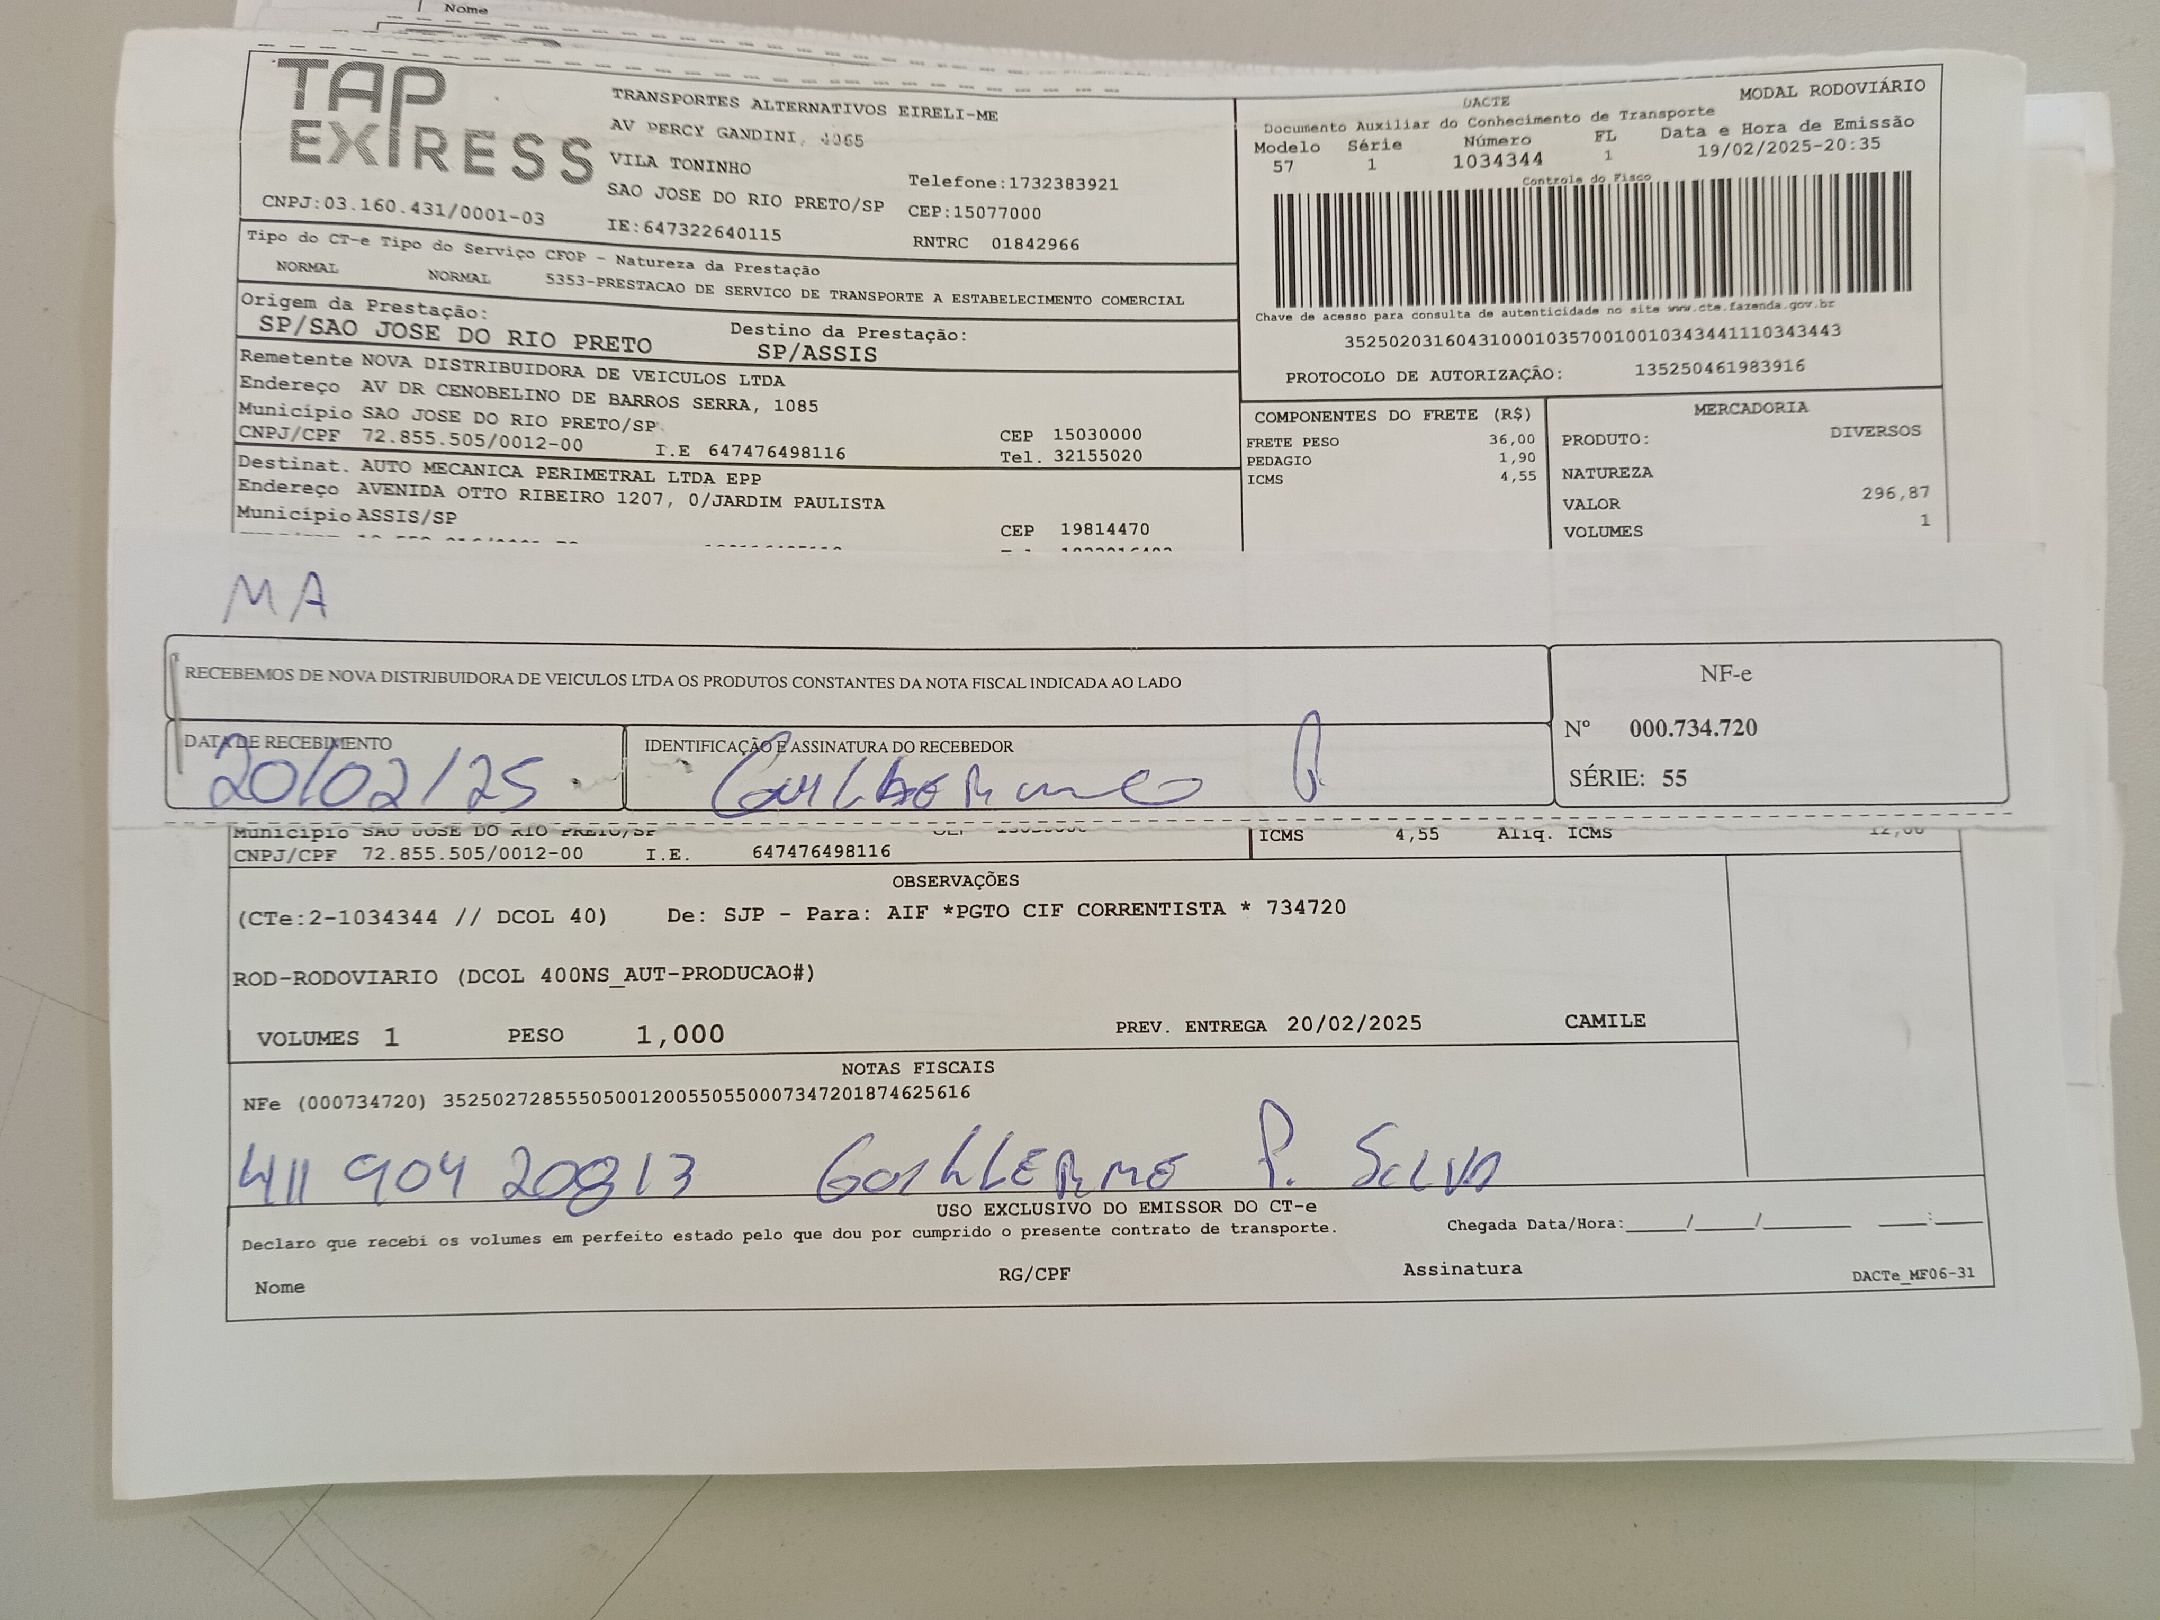 Nome
TAP
EXPRESS
CNPJ:03.160.431/0001-03
TRANSPORTES ALTERNATIVOS EIRELI-ME
AV PERCY GANDINI, 4065
VILA TONINHO
SAO JOSE DO RIO PRETO/SP
IE:647322640115
Telefone:1732383921
CEP:15077000
RNTRC 01842966
MODAL RODOVIÁRIO
DACTE
Documento Auxiliar do Conhecimento de Transporte
Modelo Série Número FL Data e Hora de Emissão
57 1 1034344 1 19/02/2025-20:35
Controle do Fisco
Chave de acesso para consulta de autenticidade no site www.cte.fazenda.gov.br
35250203160431000103570010010343441110343443
PROTOCOLO DE AUTORIZAÇÃO: 135250461983916
Tipo do CT-e Tipo do Serviço CFOP - Natureza da Prestação
NORMAL NORMAL 5353-PRESTACAO DE SERVICO DE TRANSPORTE A ESTABELECIMENTO COMERCIAL
Origem da Prestação: Destino da Prestação:
SP/SAO JOSE DO RIO PRETO SP/ASSIS
Remetente NOVA DISTRIBUIDORA DE VEICULOS LTDA
Endereço AV DR CENOBELINO DE BARROS SERRA, 1085
Município SAO JOSE DO RIO PRETO/SP CEP 15030000
CNPJ/CPF 72.855.505/0012-00 I.E 647476498116 Tel. 32155020
Destinat. AUTO MECANICA PERIMETRAL LTDA EPP
Endereço AVENIDA OTTO RIBEIRO 1207, 0/JARDIM PAULISTA
Município ASSIS/SP CEP 19814470
COMPONENTES DO FRETE (R$)
FRETE PESO 36,00
PEDAGIO 1,90
ICMS 4,55
MERCADORIA
PRODUTO: DIVERSOS
NATUREZA
VALOR 296,87
VOLUMES 1
MA
RECEBEMOS DE NOVA DISTRIBUIDORA DE VEICULOS LTDA OS PRODUTOS CONSTANTES DA NOTA FISCAL INDICADA AO LADO
DATA DE RECEBIMENTO
20/02/25
IDENTIFICAÇÃO E ASSINATURA DO RECEBEDOR
NF-e
Nº 000.734.720
SÉRIE: 55
Município SAO JOSE DO RIO PRETO/SP
ICMS 4,55 Aliq. ICMS 12,00
CNPJ/CPF 72.855.505/0012-00 I.E. 647476498116
OBSERVAÇÕES
(CTe:2-1034344 // DCOL 40) De: SJP - Para: AIF *PGTO CIF CORRENTISTA * 734720
ROD-RODOVIARIO (DCOL 400NS_AUT-PRODUCAO#)
VOLUMES 1 PESO 1,000 PREV. ENTREGA 20/02/2025 CAMILE
NOTAS FISCAIS
NFe (000734720) 35250272855505001200550550007347201874625616
411 904 208 13 GUILHERME P. SILVA
USO EXCLUSIVO DO EMISSOR DO CT-e
Declaro que recebi os volumes em perfeito estado pelo que dou por cumprido o presente contrato de transporte. Chegada Data/Hora:____/____/______ ___:___
Nome RG/CPF Assinatura DACTe_MF06-31